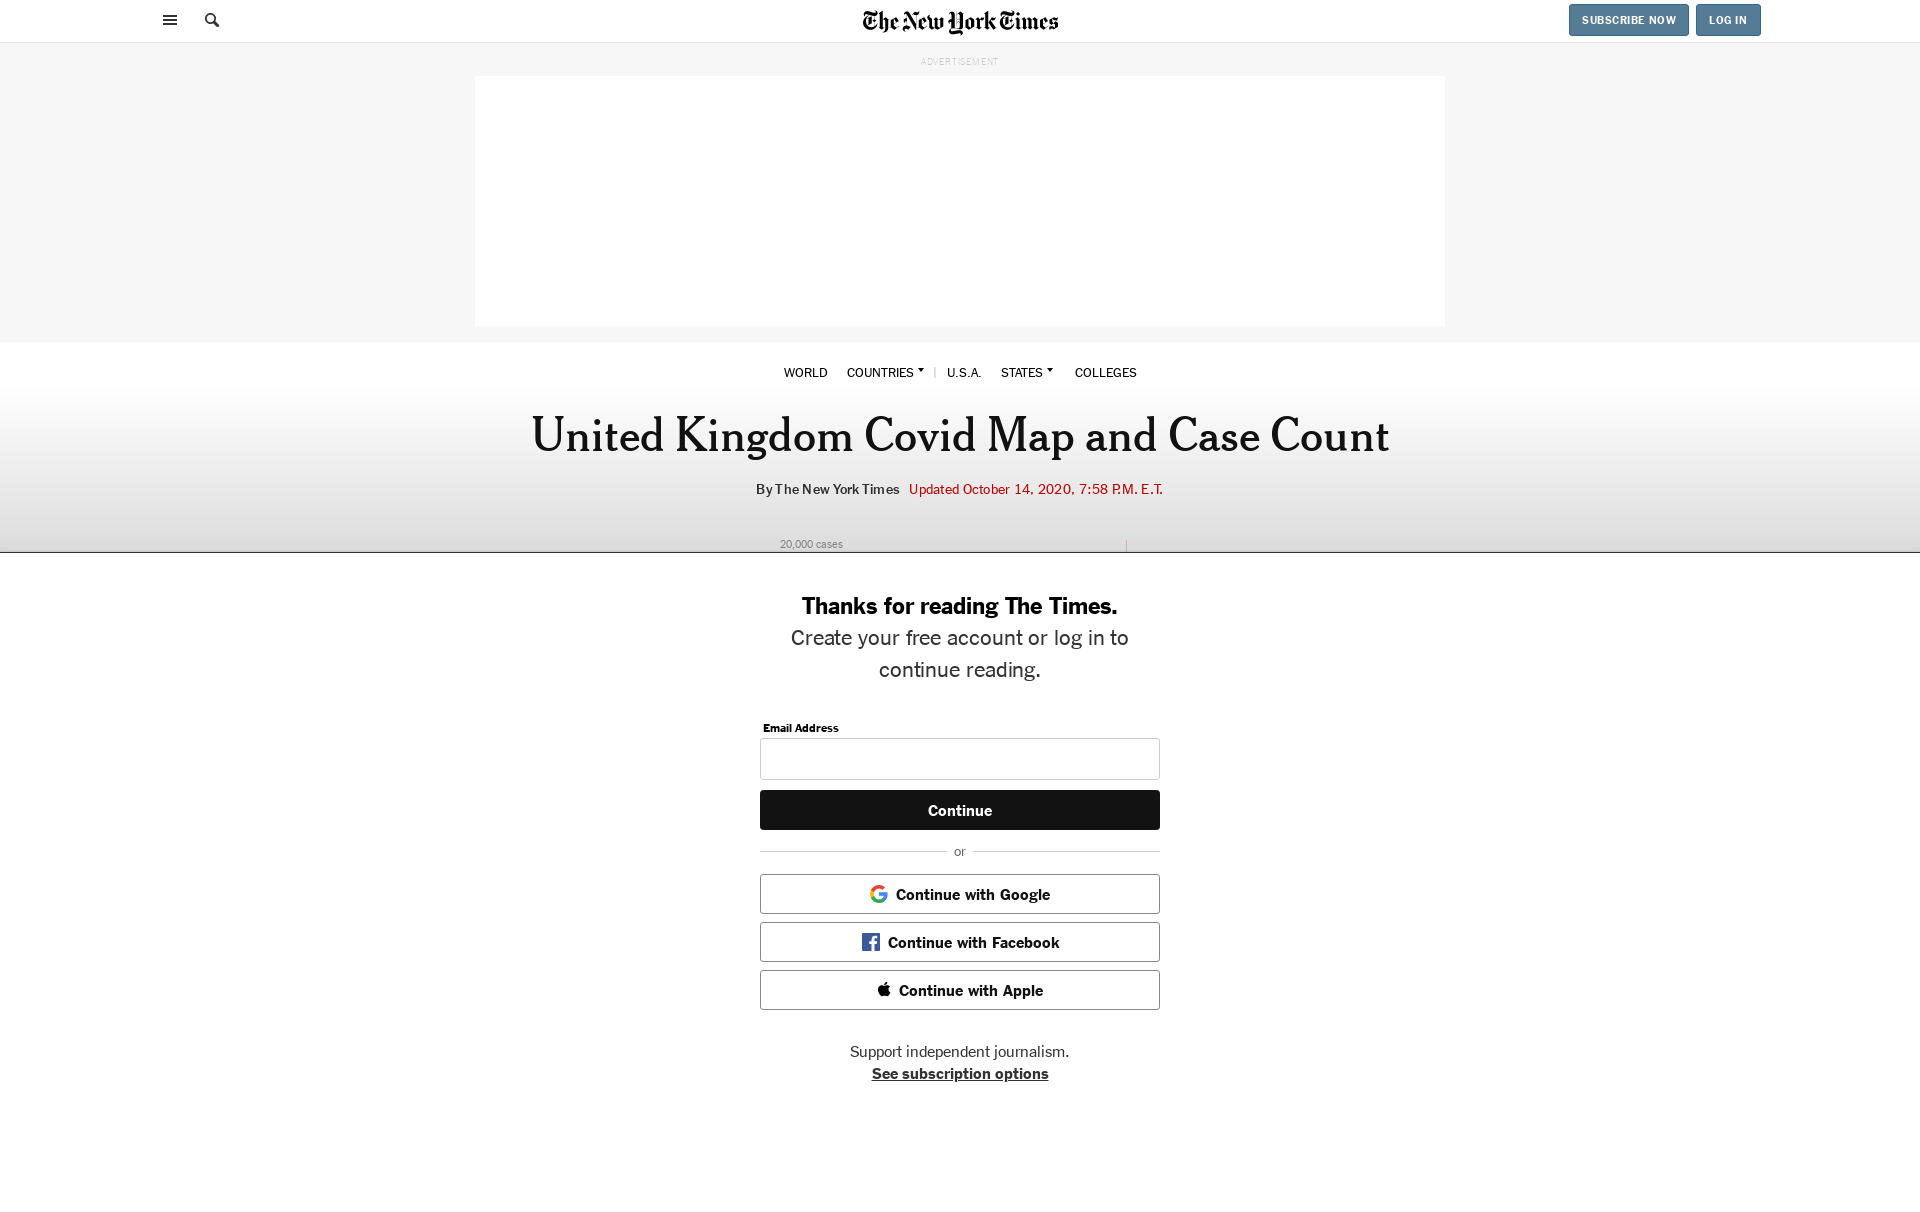 The New York Times
SUBSCRIBE NOW
LOG IN
ADVERTISEMENT
WORLD COUNTRIES U.S.A. STATES COLLEGES
United Kingdom Covid Map and Case Count
By The New York Times Updated October 14, 2020, 7:58 P.M. E.T.
20,000 cases
Thanks for reading The Times.
Create your free account or log in to
continue reading.
Email Address
Continue
or
Continue with Google
Continue with Facebook
Continue with Apple
Support independent journalism.
See subscription options